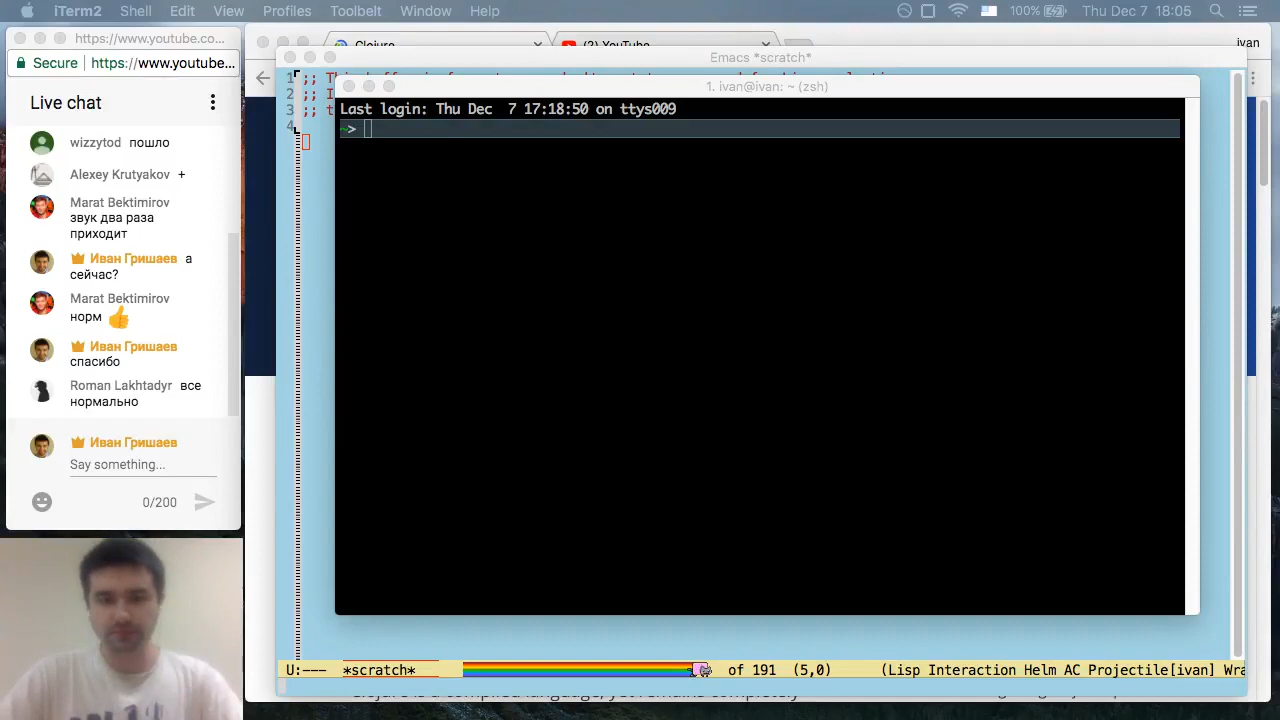 iTerm2 Shell Edit View Profiles Toolbelt Window Help 100% Thu Dec 7 18:05
https://www.youtube.co...
Secure https://www.youtube...
Live chat
wizzytod пошло
Alexey Krutyakov +
Marat Bektimirov
звук два раза
приходит
Иван Гришаев а
сейчас?
Marat Bektimirov
норм
Иван Гришаев
спасибо
Roman Lakhtadyr все
нормально
Иван Гришаев
Say something...
0/200
Clojure
(2) YouTube
ivan
Emacs *scratch*
1 ;;
2 ;; I
3 ;; t
4
1. ivan@ivan: ~ (zsh)
Last login: Thu Dec 7 17:18:50 on ttys009
~>
U:--- *scratch* of 191 (5,0) (Lisp Interaction Helm AC Projectile[ivan] Wra